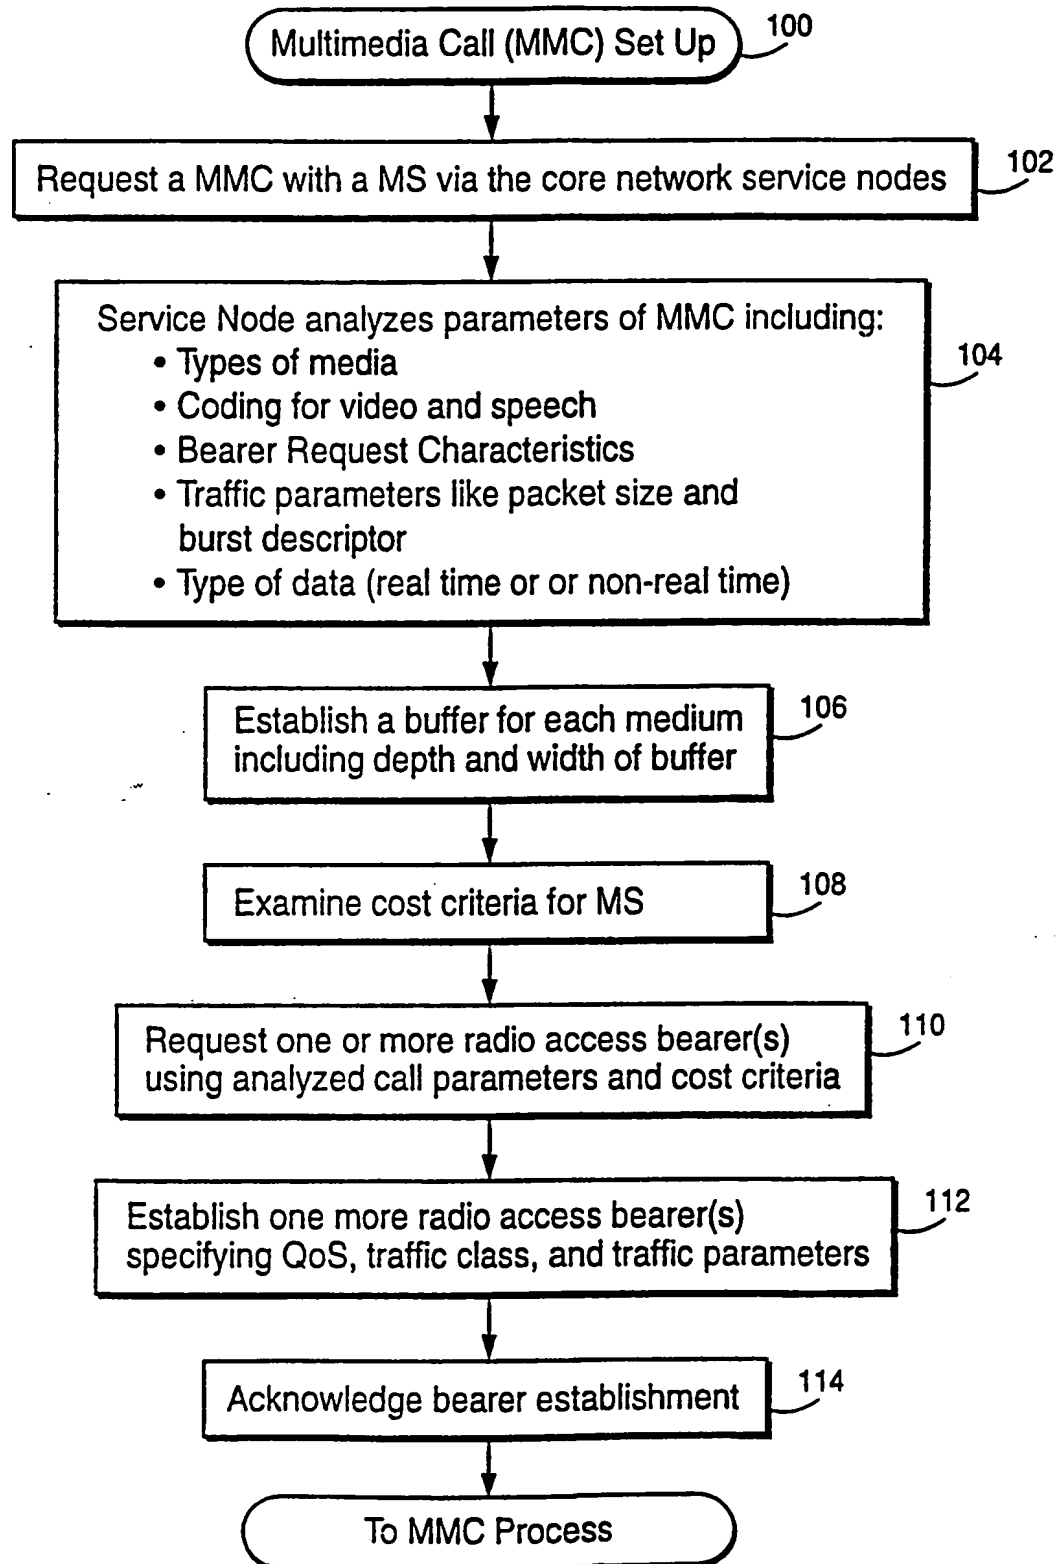 Multimedia Call (MMC) Set Up
100
Request a MMC with a MS via the core network service nodes
102
Service Node analyzes parameters of MMC including:
104
• Types of media
• Coding for video and speech
• Bearer Request Characteristics
• Traffic parameters like packet size and
burst descriptor
• Type of data (real time or or non-real time)
Establish a buffer for each medium
including depth and width of buffer
106
Examine cost criteria for MS
108
Request one or more radio access bearer(s)
using analyzed call parameters and cost criteria
110
Establish one more radio access bearer(s)
specifying QoS, traffic class, and traffic parameters
112
Acknowledge bearer establishment
114
To MMC Process